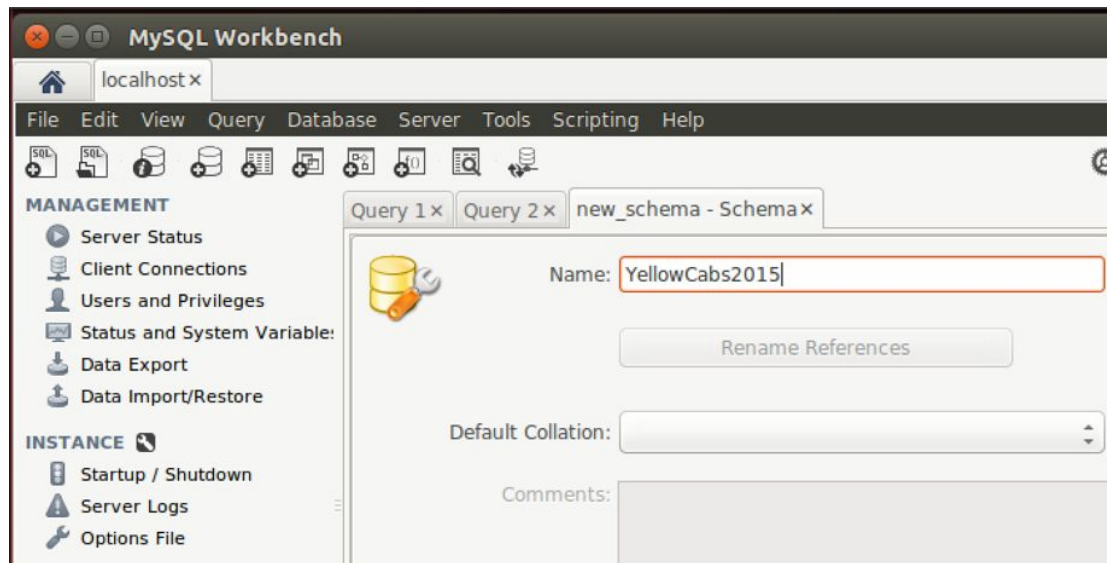 MySQL Workbench
localhost
File Edit View Query Database Server Tools Scripting Help
SQL SQL
MANAGEMENT
Server Status
Client Connections
Users and Privileges
Status and System Variable
Data Export
Data Import/Restore
INSTANCE
Startup / Shutdown
Server Logs
Options File
Query 1 Query 2 new_schema - Schema
Name: YellowCabs2015
Rename References
Default Collation:
Comments: